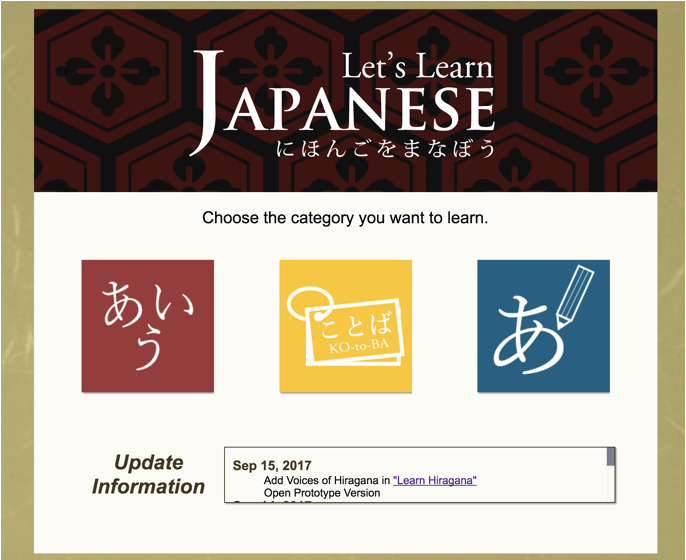 Let's Learn
JAPANESE
にほんごをまなぼう
Choose the category you want to learn.
あい
う
ことば
KO-to-BA
あ
Update
Information
Sep 15, 2017
Add Voices of Hiragana in "Learn Hiragana"
Open Prototype Version